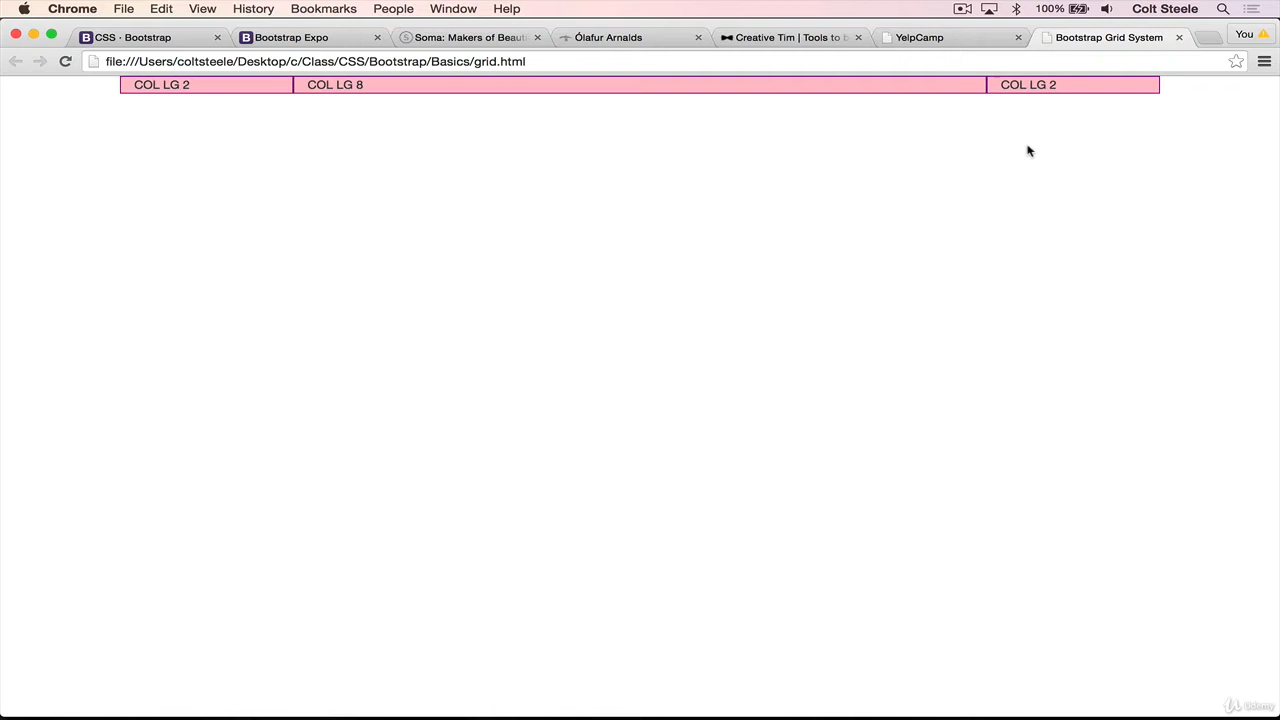 Chrome File Edit View History Bookmarks People Window Help 100% Colt Steele
CSS · Bootstrap Bootstrap Expo Soma: Makers of Beauti Ólafur Arnalds Creative Tim | Tools to b YelpCamp Bootstrap Grid System You
file:///Users/coltsteele/Desktop/c/Class/CSS/Bootstrap/Basics/grid.html
COL LG 2 COL LG 8 COL LG 2
Udemy